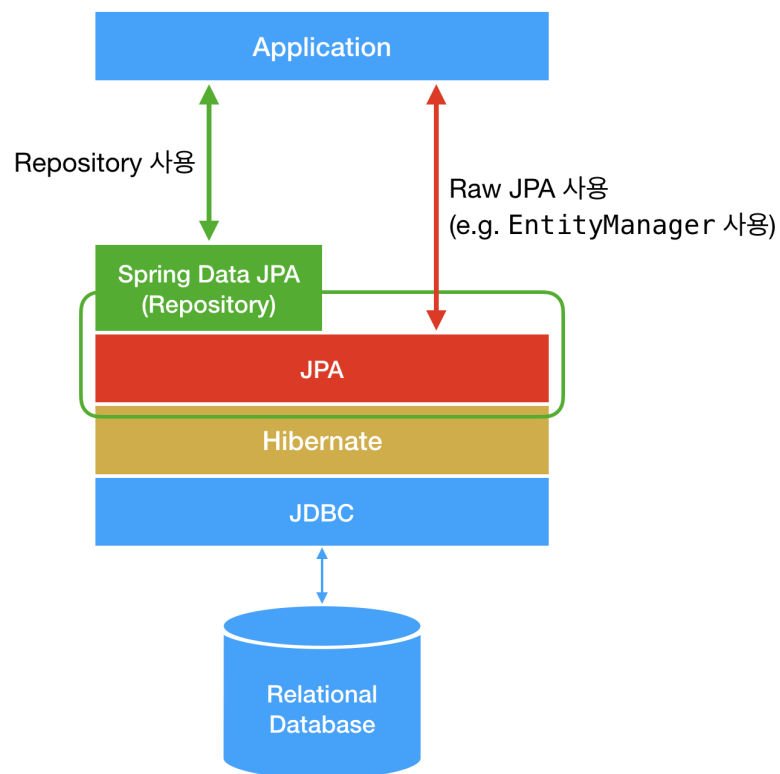 Application
Repository 사용
Raw JPA 사용
(e.g. EntityManager 사용)
Spring Data JPA
(Repository)
JPA
Hibernate
JDBC
Relational
Database